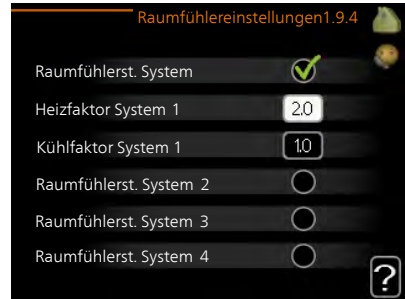 Raumfühlereinstellungen1.9.4
Raumfühlerst. System
Heizfaktor System 1 2.0
Kühlfaktor System 1 1.0
Raumfühlerst. System 2
Raumfühlerst. System 3
Raumfühlerst. System 4
?